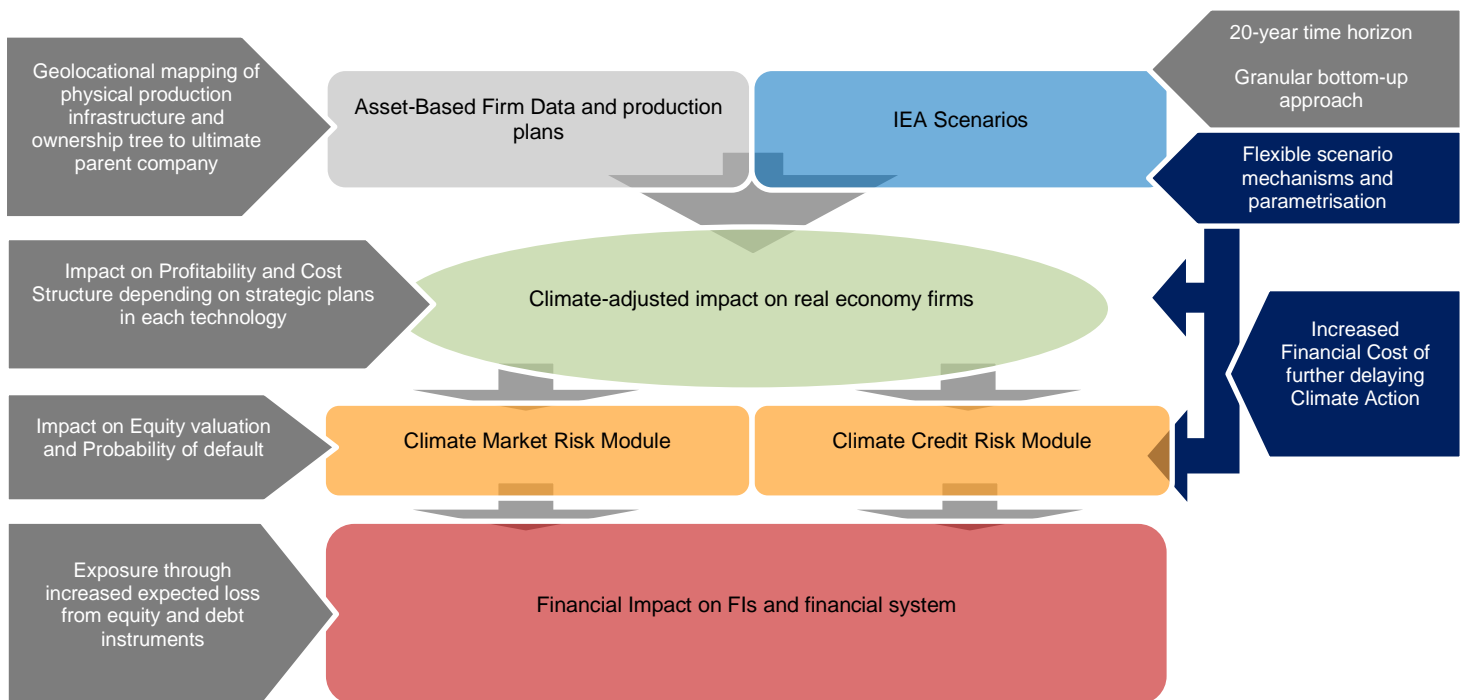 Geolocational mapping of
physical production
infrastructure and
ownership tree to ultimate
parent company
Asset-Based Firm Data and production
plans
IEA Scenarios
20-year time horizon
Granular bottom-up
approach
Flexible scenario
mechanisms and
parametrisation
Impact on Profitability and Cost
Structure depending on strategic plans
in each technology
Climate-adjusted impact on real economy firms
Increased
Financial Cost of
further delaying
Climate Action
Impact on Equity valuation
and Probability of default
Climate Market Risk Module
Climate Credit Risk Module
Exposure through
increased expected loss
from equity and debt
instruments
Financial Impact on FIs and financial system